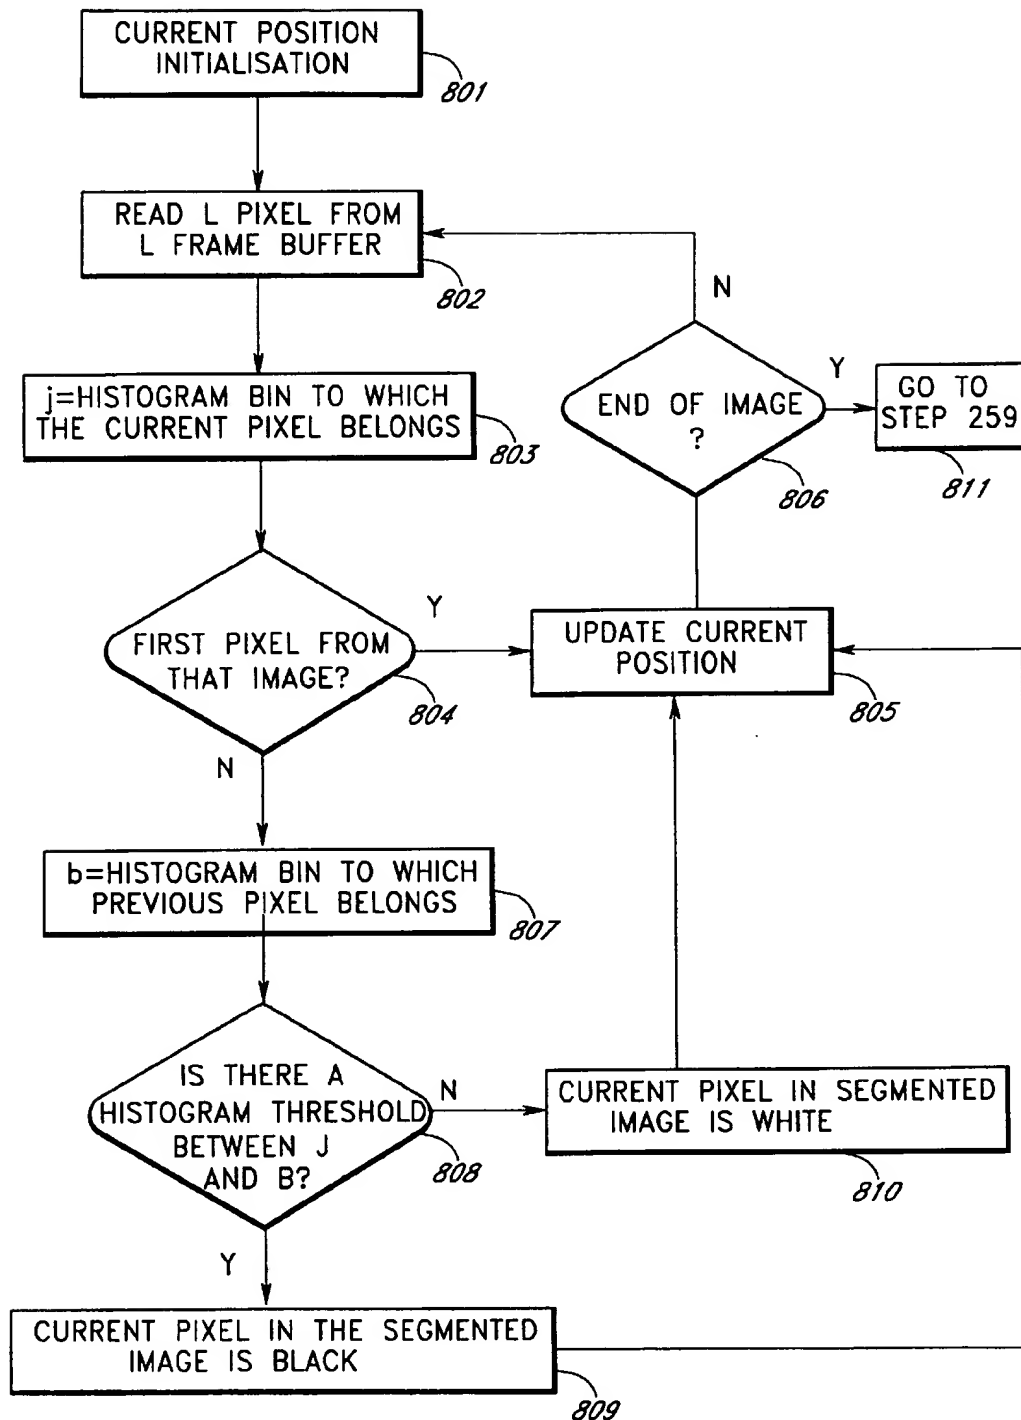 CURRENT POSITION
INITIALISATION
801
READ L PIXEL FROM
L FRAME BUFFER
802
N
j=HISTOGRAM BIN TO WHICH
THE CURRENT PIXEL BELONGS
803
END OF IMAGE
?
806
Y
GO TO
STEP 259
811
FIRST PIXEL FROM
THAT IMAGE?
804
Y
UPDATE CURRENT
POSITION
805
N
b=HISTOGRAM BIN TO WHICH
PREVIOUS PIXEL BELONGS
807
IS THERE A
HISTOGRAM THRESHOLD
BETWEEN J
AND B?
808
N
CURRENT PIXEL IN SEGMENTED
IMAGE IS WHITE
810
Y
CURRENT PIXEL IN THE SEGMENTED
IMAGE IS BLACK
809